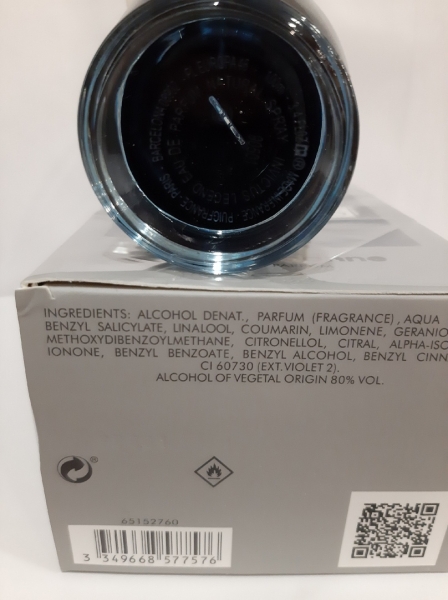 INGREDIENTS: ALCOHOL DENAT., PARFUM (FRAGRANCE), AQUA
BENZYL SALICYLATE, LINALOOL, COUMARIN, LIMONENE, GERANIO
METHOXYDIBENZOYLMETHANE, CITRONELLOL, CITRAL, ALPHA-ISO
IONONE, BENZYL BENZOATE, BENZYL ALCOHOL, BENZYL CINN
CI 60730 (EXT.VIOLET 2).
ALCOHOL OF VEGETAL ORIGIN 80% VOL.
65152760
3 349668 577576